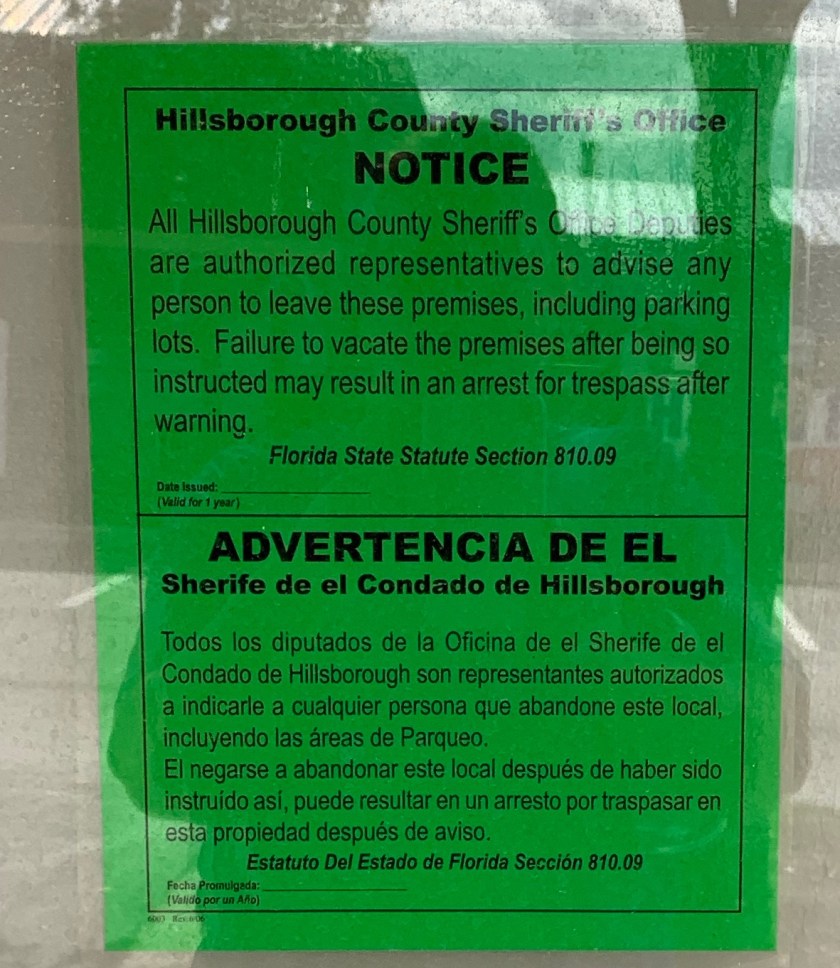 Hillsborough County Sheriff's Office
NOTICE
All Hillsborough County Sheriff's Office Deputies
are authorized representatives to advise any
person to leave these premises, including parking
lots. Failure to vacate the premises after being so
instructed may result in an arrest for trespass after
warning.
Florida State Statute Section 810.09
Date Issued:
(Valid for 1 year)
ADVERTENCIA DE EL
Sherife de el Condado de Hillsborough
Todos los diputados de la Oficina de el Sherife de el
Condado de Hillsborough son representantes autorizados
a indicarle a cualquier persona que abandone este local,
incluyendo las áreas de Parqueo.
El negarse a abandonar este local después de haber sido
instruído así, puede resultar en un arresto por traspasar en
esta propiedad después de aviso.
Estatuto Del Estado de Florida Sección 810.09
Fecha Promulgada:
(Valido por un Año)
6003